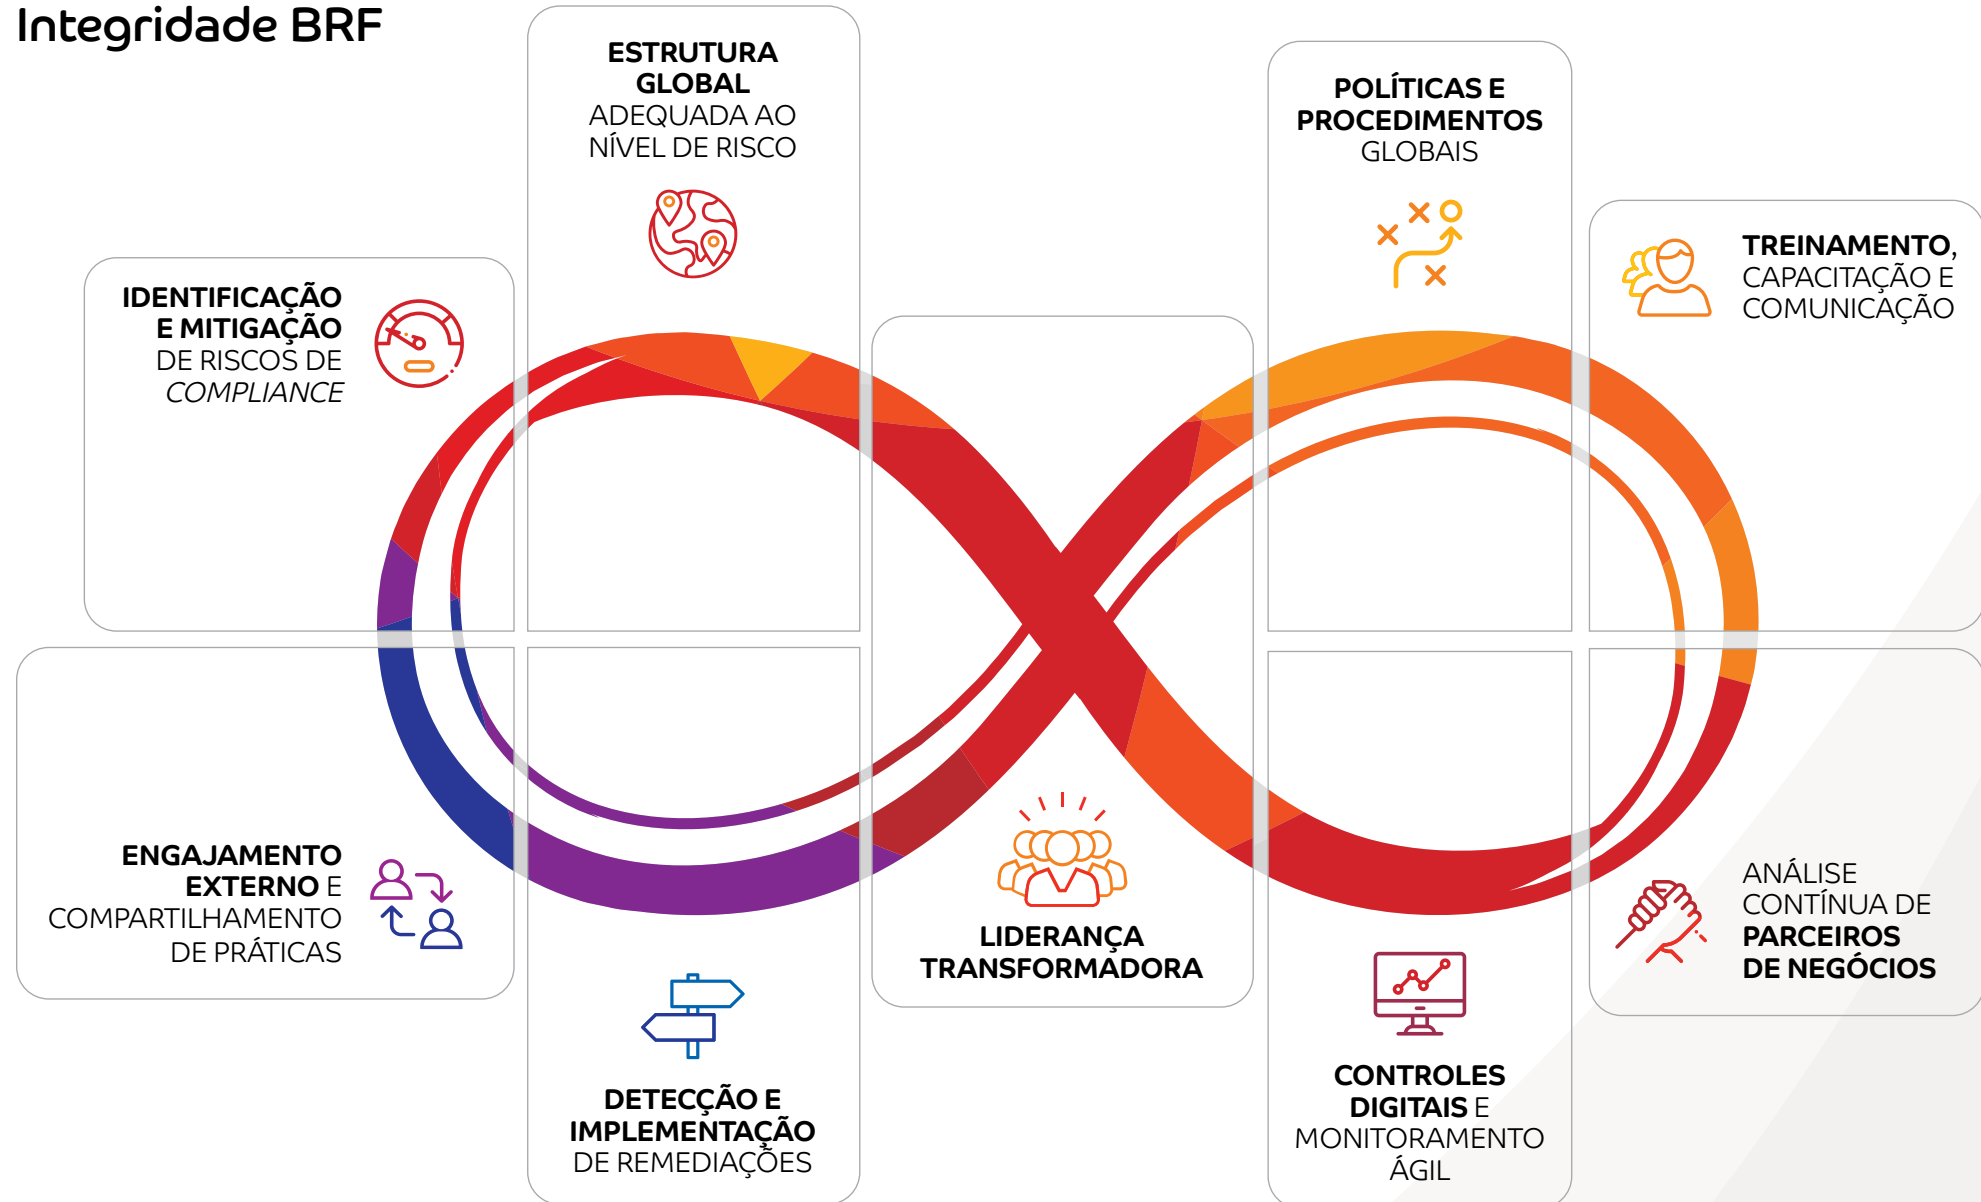 Integridade BRF
ESTRUTURA
GLOBAL
ADEQUADA AO
NÍVEL DE RISCO
POLÍTICAS E
PROCEDIMENTOS
GLOBAIS
TREINAMENTO,
CAPACITAÇÃO E
COMUNICAÇÃO
IDENTIFICAÇÃO
E MITIGAÇÃO
DE RISCOS DE
COMPLIANCE
ENGAJAMENTO
EXTERNO E
COMPARTILHAMENTO
DE PRÁTICAS
LIDERANÇA
TRANSFORMADORA
ANÁLISE
CONTÍNUA DE
PARCEIROS
DE NEGÓCIOS
DETECÇÃO E
IMPLEMENTAÇÃO
DE REMEDIAÇÕES
CONTROLES
DIGITAIS E
MONITORAMENTO
ÁGIL